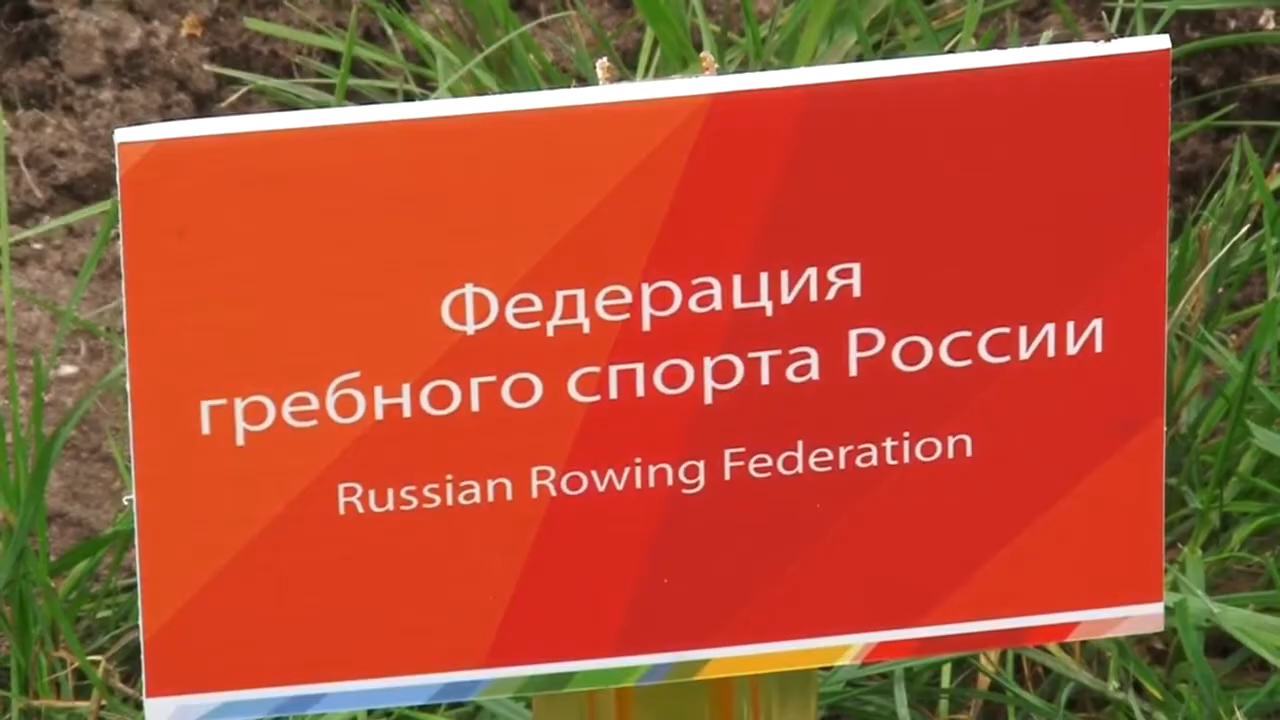 Федерация
гребного спорта России
Russian Rowing Federation